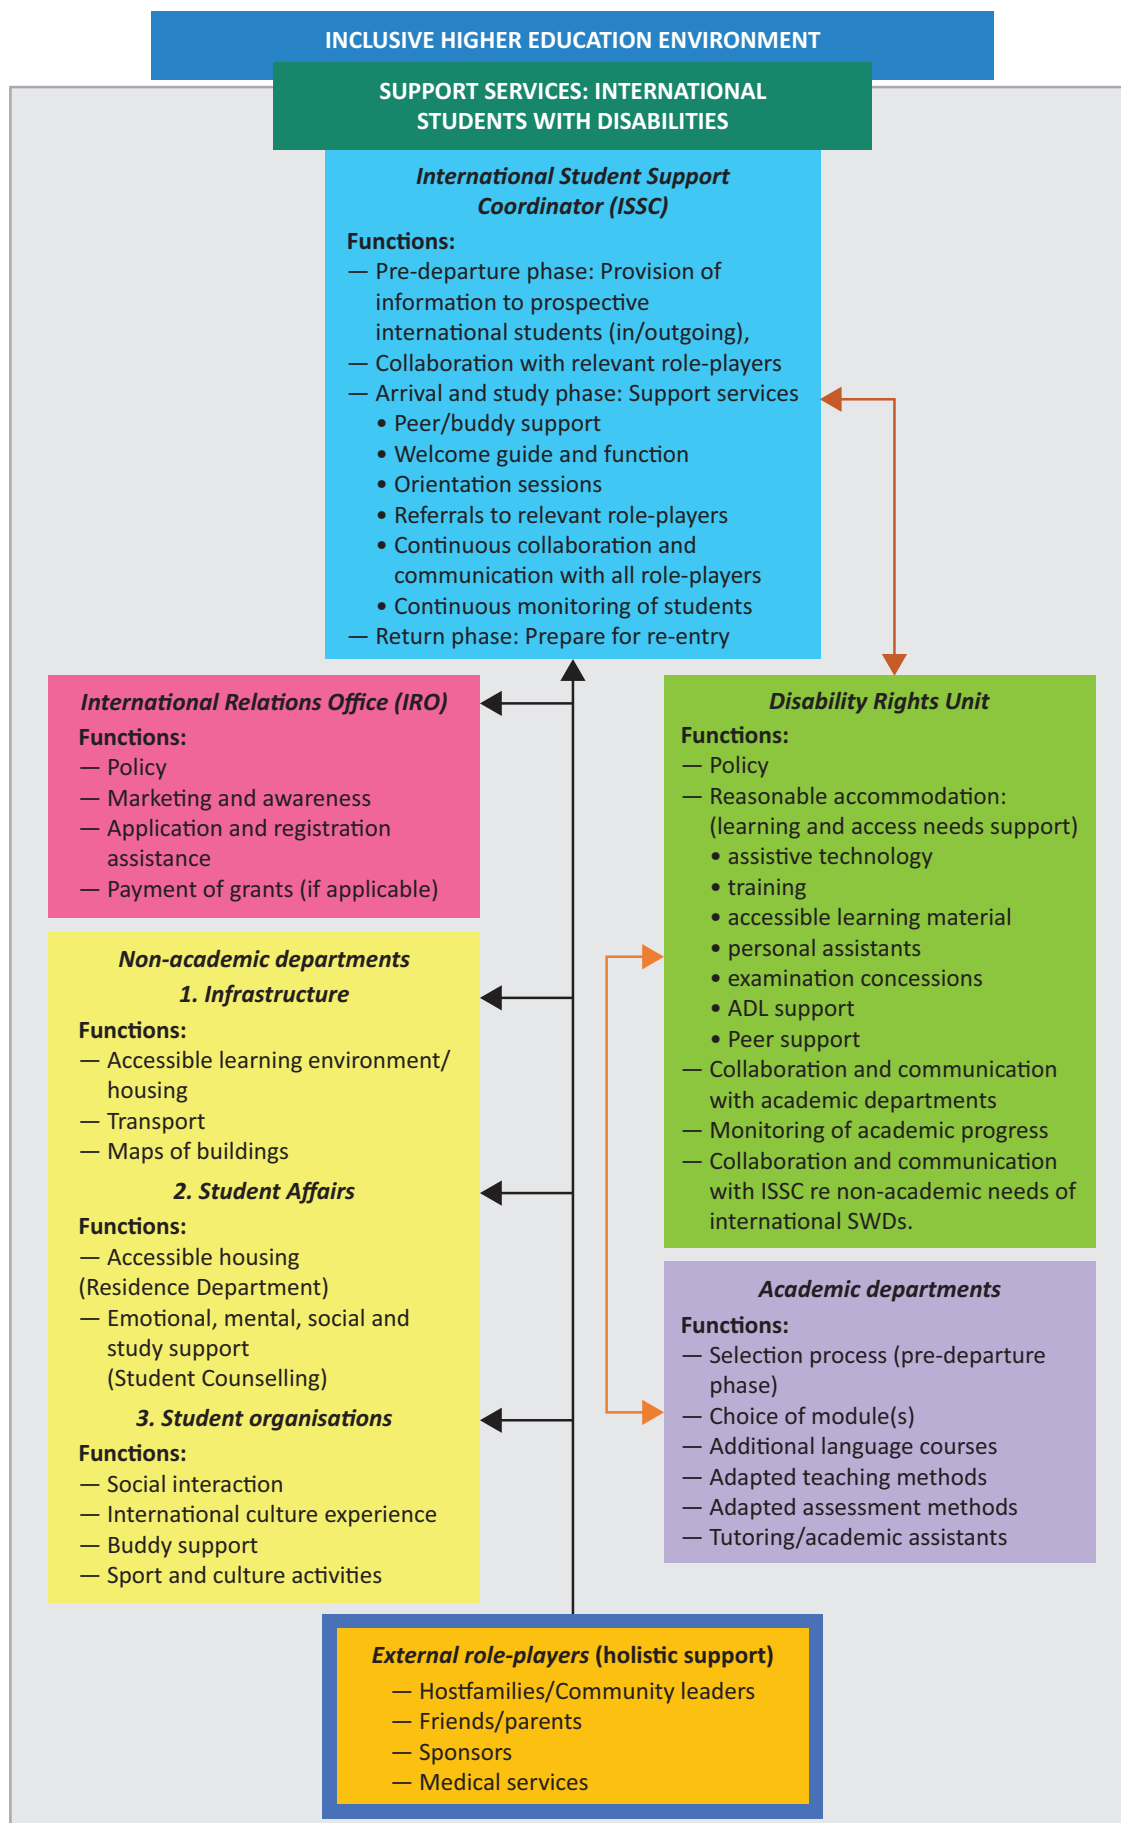 INCLUSIVE HIGHER EDUCATION ENVIRONMENT
SUPPORT SERVICES: INTERNATIONAL
STUDENTS WITH DISABILITIES
International Student Support
Coordinator (ISSC)
Functions:
— Pre-departure phase: Provision of
information to prospective
international students (in/outgoing),
— Collaboration with relevant role-players
— Arrival and study phase: Support services
• Peer/buddy support
• Welcome guide and function
• Orientation sessions
• Referrals to relevant role-players
• Continuous collaboration and
communication with all role-players
• Continuous monitoring of students
— Return phase: Prepare for re-entry
International Relations Office (IRO)
Functions:
— Policy
— Marketing and awareness
— Application and registration
assistance
— Payment of grants (if applicable)
Non-academic departments
1. Infrastructure
Functions:
— Accessible learning environment/
housing
— Transport
— Maps of buildings
2. Student Affairs
Functions:
— Accessible housing
(Residence Department)
— Emotional, mental, social and
study support
(Student Counselling)
3. Student organisations
Functions:
— Social interaction
— International culture experience
— Buddy support
— Sport and culture activities
Disability Rights Unit
Functions:
— Policy
— Reasonable accommodation:
(learning and access needs support)
• assistive technology
• training
• accessible learning material
• personal assistants
• examination concessions
• ADL support
• Peer support
— Collaboration and communication
with academic departments
— Monitoring of academic progress
— Collaboration and communication
with ISSC re non-academic needs of
international SWDs.
Academic departments
Functions:
— Selection process (pre-departure
phase)
— Choice of module(s)
— Additional language courses
— Adapted teaching methods
— Adapted assessment methods
— Tutoring/academic assistants
External role-players (holistic support)
— Hostfamilies/Community leaders
— Friends/parents
— Sponsors
— Medical services